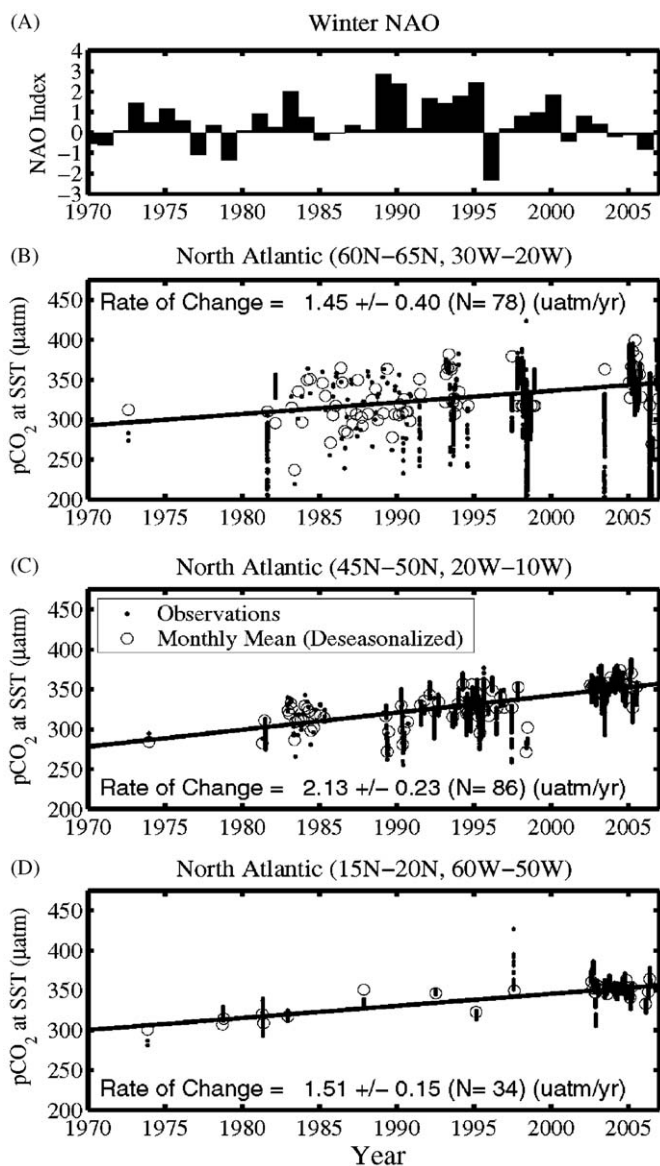 (A) Winter NAO
NAO Index
4
3
2
1
0
−1
−2
−3
1970 1975 1980 1985 1990 1995 2000 2005
(B) North Atlantic (60N−65N, 30W−20W)
pCO2 at SST (µatm)
Rate of Change = 1.45 +/− 0.40 (N= 78) (uatm/yr)
450
400
350
300
250
200
1970 1975 1980 1985 1990 1995 2000 2005
(C) North Atlantic (45N−50N, 20W−10W)
pCO2 at SST (µatm)
450
400
350
300
250
200
Observations
Monthly Mean (Deseasonalized)
Rate of Change = 2.13 +/− 0.23 (N= 86) (uatm/yr)
1970 1975 1980 1985 1990 1995 2000 2005
(D) North Atlantic (15N−20N, 60W−50W)
pCO2 at SST (µatm)
450
400
350
300
250
200
Rate of Change = 1.51 +/− 0.15 (N= 34) (uatm/yr)
1970 1975 1980 1985 1990 1995 2000 2005
Year